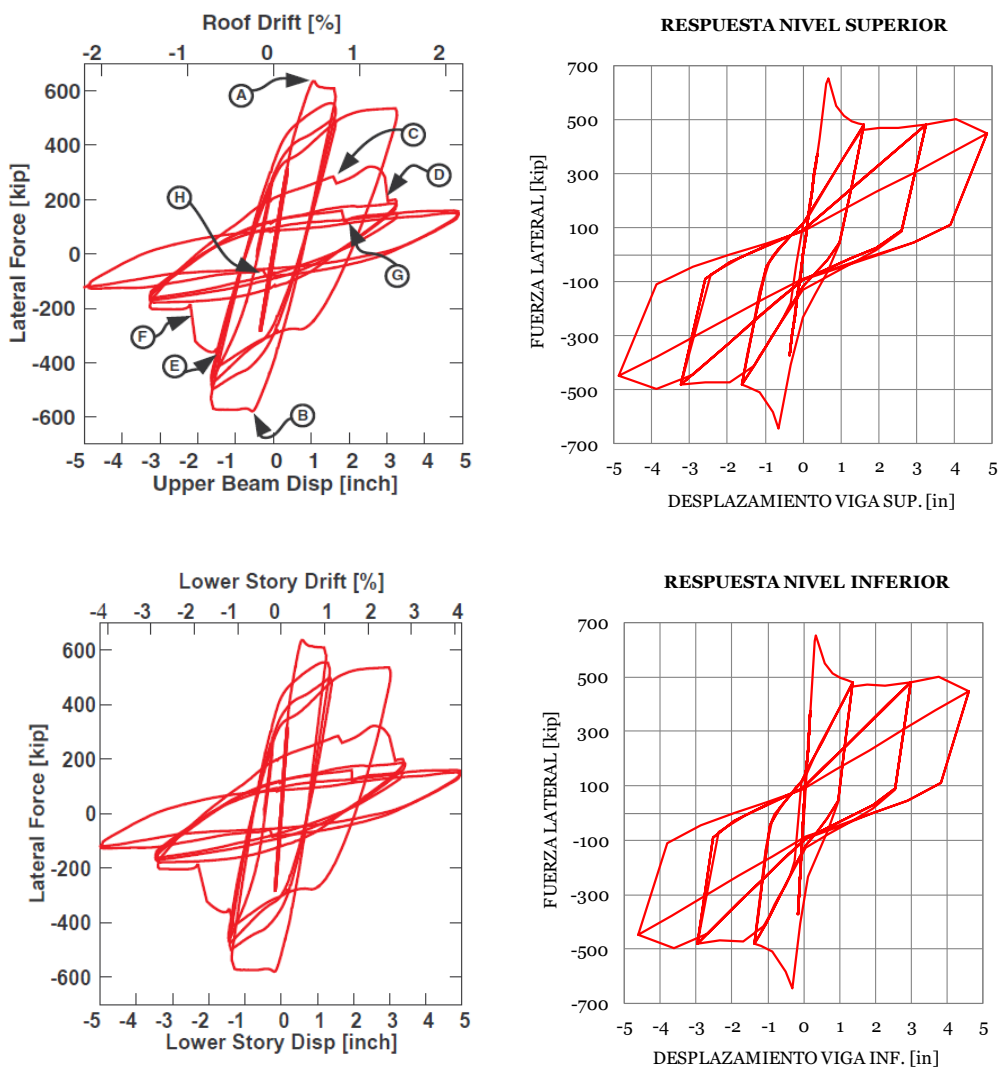 Roof Drift [%]
-2 -1 0 1 2
600
400
200
0
-200
-400
-600
Lateral Force [kip]
A
C
D
H
G
F
E
B
-5 -4 -3 -2 -1 0 1 2 3 4 5
Upper Beam Disp [inch]
RESPUESTA NIVEL SUPERIOR
700
500
300
100
-100
-300
-500
-700
FUERZA LATERAL [kip]
-5 -4 -3 -2 -1 0 1 2 3 4 5
DESPLAZAMIENTO VIGA SUP. [in]
Lower Story Drift [%]
-4 -3 -2 -1 0 1 2 3 4
600
400
200
0
-200
-400
-600
Lateral Force [kip]
-5 -4 -3 -2 -1 0 1 2 3 4 5
Lower Story Disp [inch]
RESPUESTA NIVEL INFERIOR
700
500
300
100
-100
-300
-500
-700
FUERZA LATERAL [kip]
-5 -4 -3 -2 -1 0 1 2 3 4 5
DESPLAZAMIENTO VIGA INF. [in]